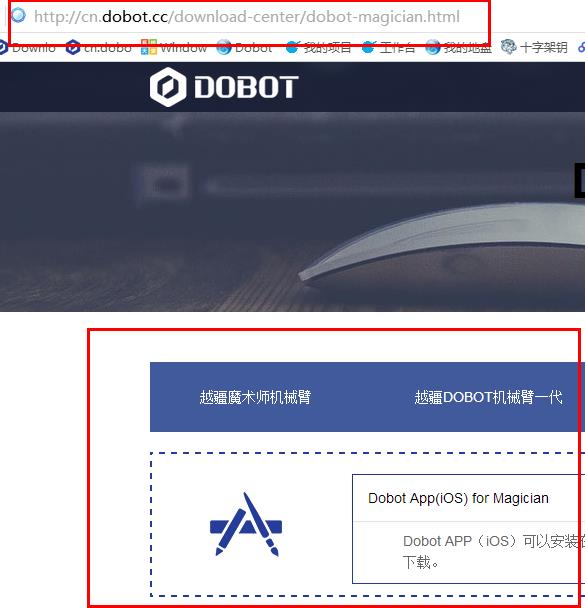 http://cn.dobot.cc/download-center/dobot-magician.html
Downlo cn.dobo Window Dobot 我的项目 工作台 我的地盘 十字架钥
DOBOT
D
越疆魔术师机械臂 越疆DOBOT机械臂一代
Dobot App(iOS) for Magician
Dobot APP（iOS）可以安装在
下载。